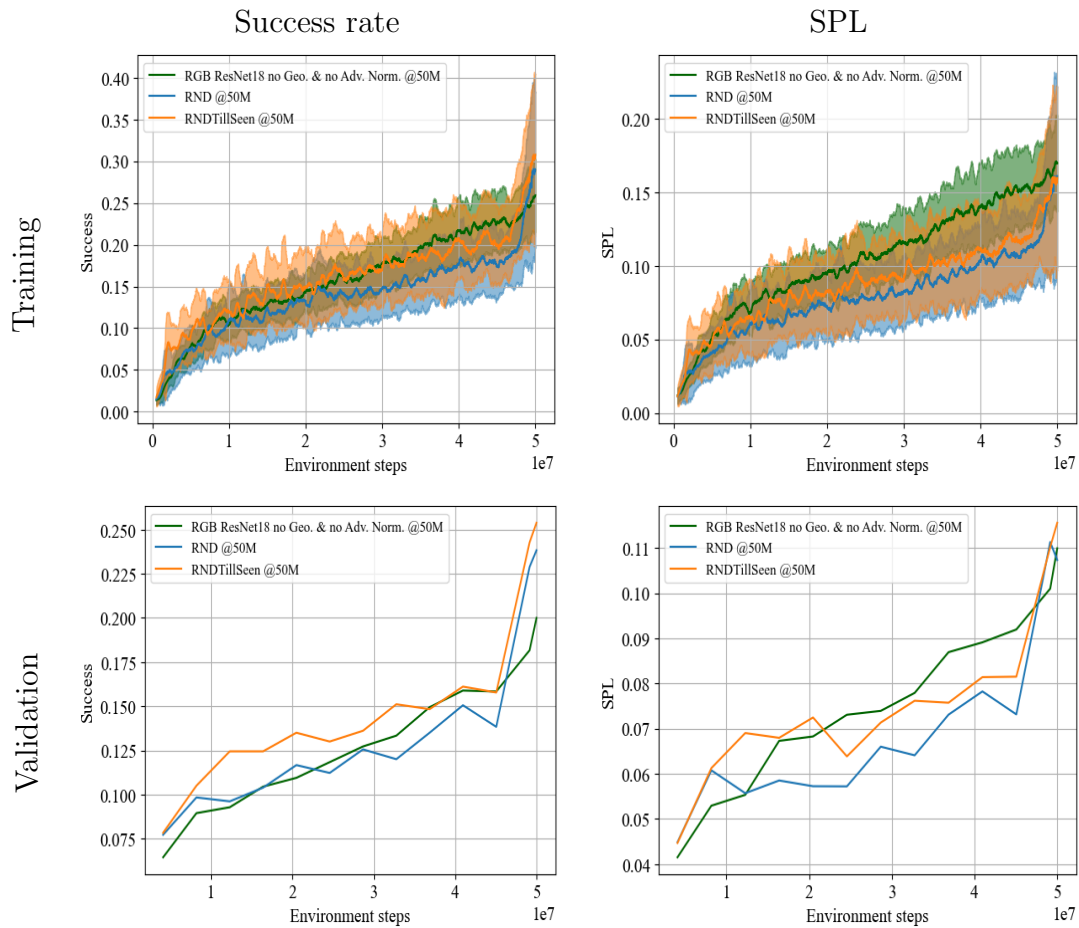 Success rate
SPL
Training
RGB ResNet18 no Geo. & no Adv. Norm. @50M
RND @50M
RNDTillSeen @50M
0.40
0.35
0.30
0.25
0.20
0.15
0.10
0.05
0.00
Success
0 1 2 3 4 5
1e7
Environment steps
RGB ResNet18 no Geo. & no Adv. Norm. @50M
RND @50M
RNDTillSeen @50M
0.20
0.15
0.10
0.05
0.00
SPL
0 1 2 3 4 5
1e7
Environment steps
Validation
RGB ResNet18 no Geo. & no Adv. Norm. @50M
RND @50M
RNDTillSeen @50M
0.250
0.225
0.200
0.175
0.150
0.125
0.100
0.075
Success
1 2 3 4 5
1e7
Environment steps
RGB ResNet18 no Geo. & no Adv. Norm. @50M
RND @50M
RNDTillSeen @50M
0.11
0.10
0.09
0.08
0.07
0.06
0.05
0.04
SPL
1 2 3 4 5
1e7
Environment steps